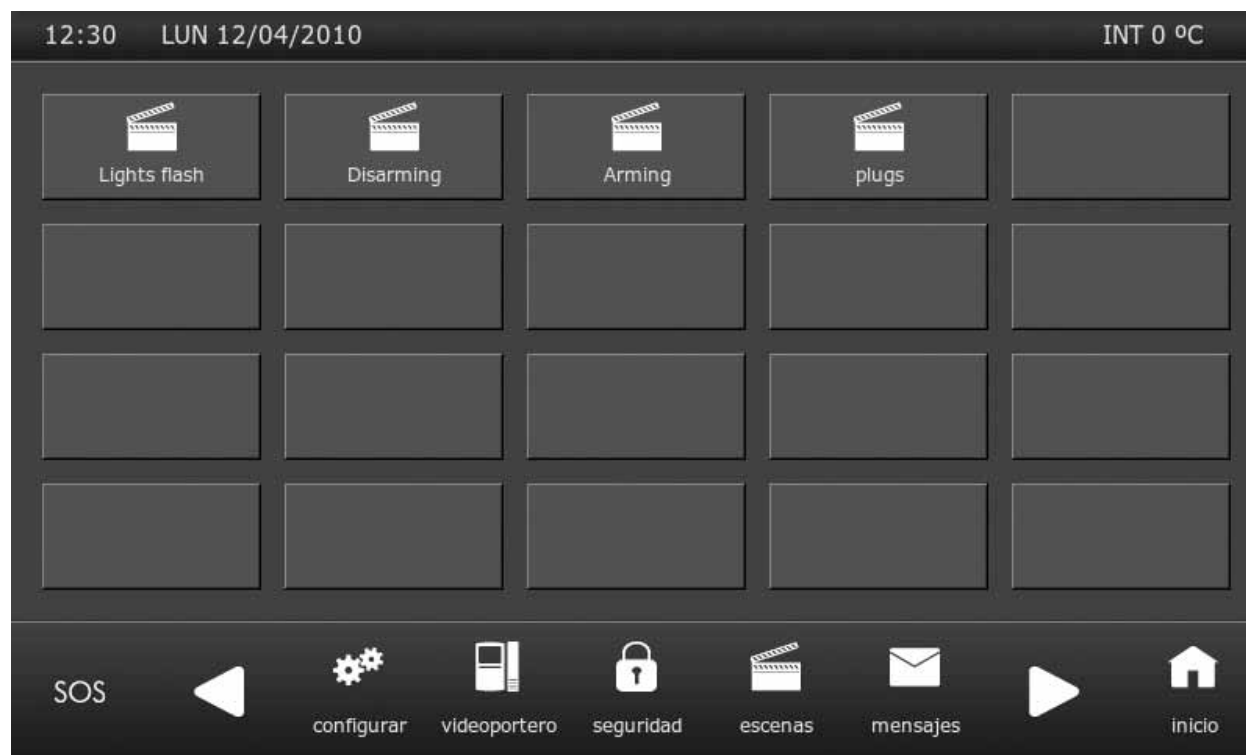 12:30 LUN 12/04/2010 INT 0 ºC
Lights flash Disarming Arming plugs
SOS configurar videoportero seguridad escenas mensajes inicio